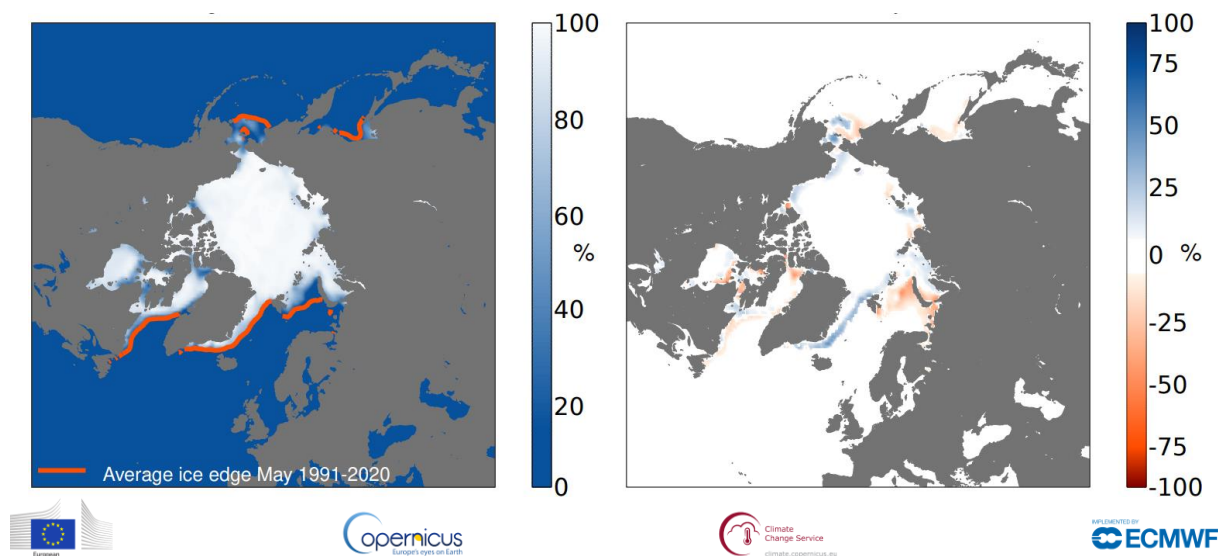 100
80
60
%
40
20
0
Average ice edge May 1991-2020
100
75
50
25
0 %
-25
-50
-75
-100
European
opernicus
Europe's eyes on Earth
Climate
Change Service
climate.copernicus.eu
IMPLEMENTED BY
ECMWF